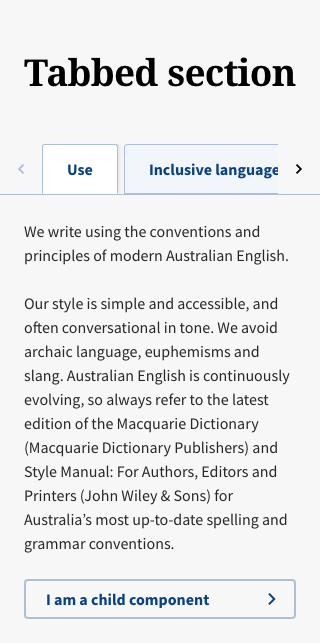 Tabbed section
Use
Inclusive language
We write using the conventions and
principles of modern Australian English.
Our style is simple and accessible, and
often conversational in tone. We avoid
archaic language, euphemisms and
slang. Australian English is continuously
evolving, so always refer to the latest
edition of the Macquarie Dictionary
(Macquarie Dictionary Publishers) and
Style Manual: For Authors, Editors and
Printers (John Wiley & Sons) for
Australia’s most up-to-date spelling and
grammar conventions.
I am a child component